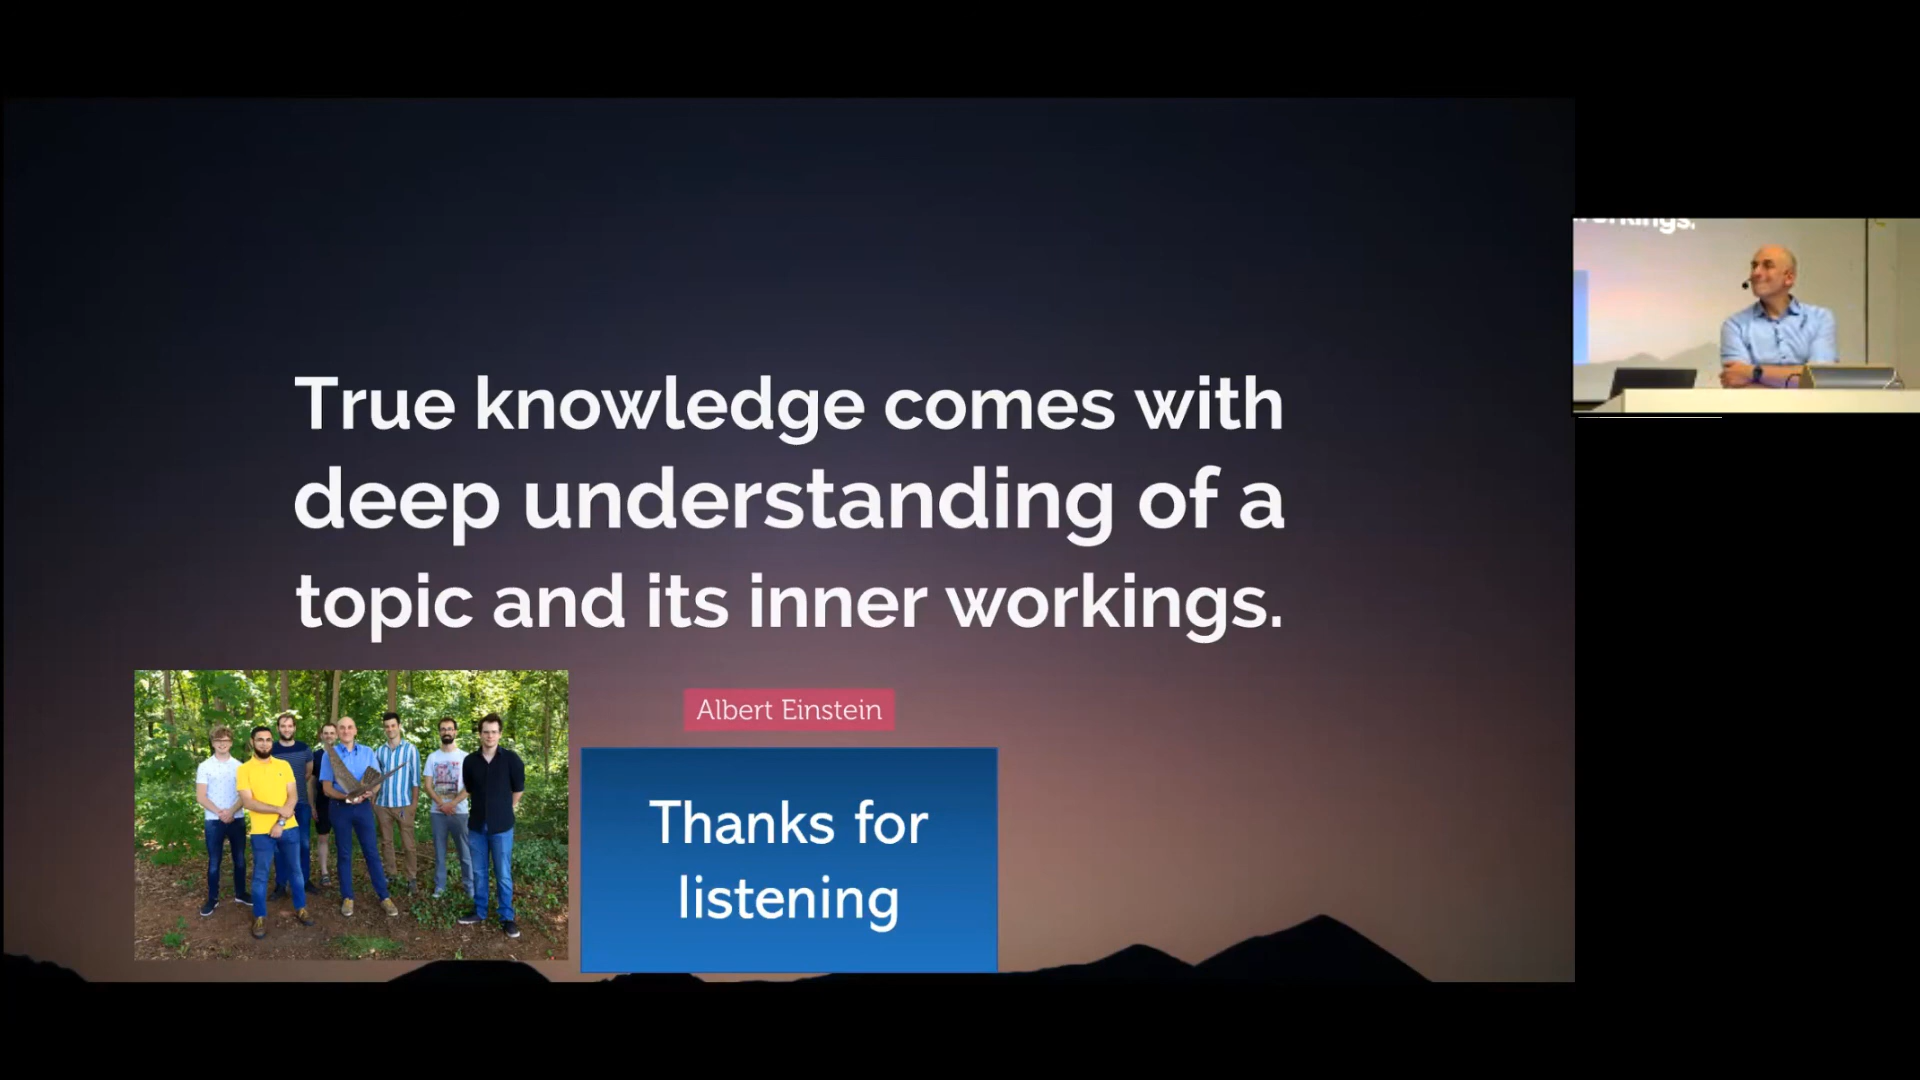 True knowledge comes with
deep understanding of a
topic and its inner workings.
Albert Einstein
Thanks for
listening